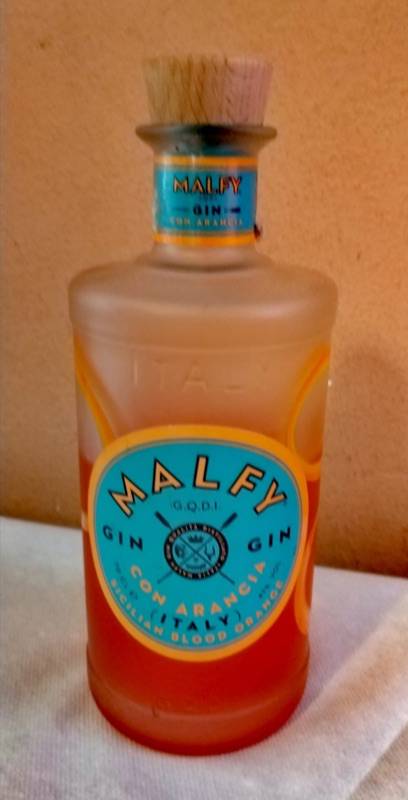 MALFY
GIN
CON ARANCIA
ITALY
MALFY
G.Q.D.I.
GIN GIN
CON ARANCIA
(ITALY)
SICILIAN BLOOD ORANGE